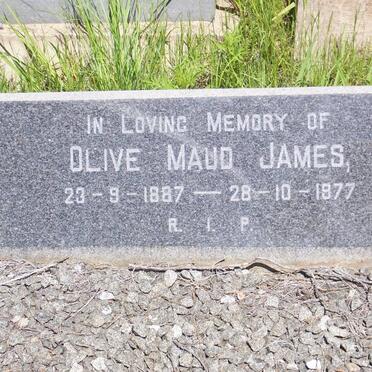 In Loving Memory of
Olive Maud James,
23-9-1887 — 28-10-1977
R. I. P.